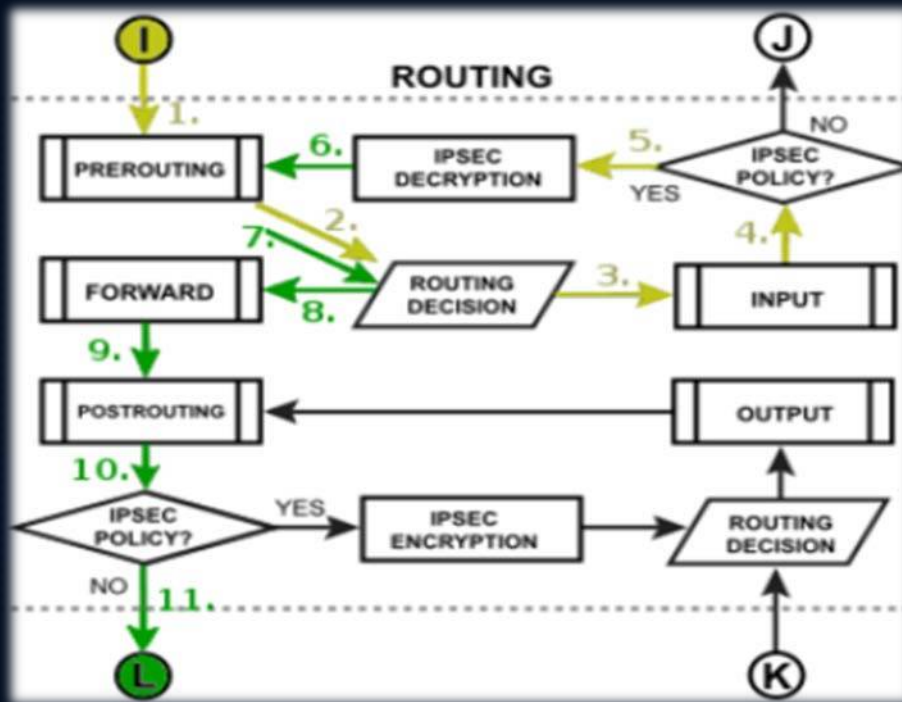 I
J
ROUTING
1.
NO
PREROUTING
6.
IPSEC
DECRYPTION
5.
YES
IPSEC
POLICY?
2.
7.
4.
FORWARD
8.
ROUTING
DECISION
3.
INPUT
9.
POSTROUTING
OUTPUT
10.
IPSEC
POLICY?
YES
IPSEC
ENCRYPTION
ROUTING
DECISION
NO
11.
L
K